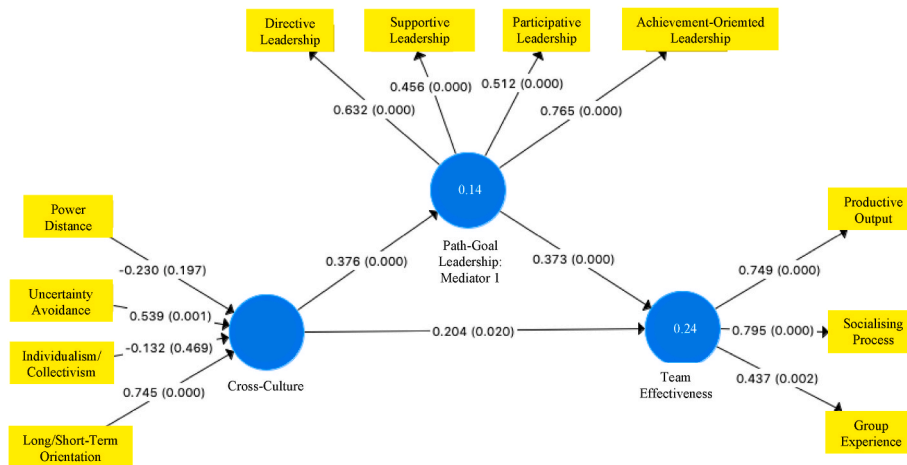 Directive
Leadership
Supportive
Leadership
Participative
Leadership
Achievement-Oriemted
Leadership
0.632 (0.000)
0.456 (0.000)
0.512 (0.000)
0.765 (0.000)
0.14
Path-Goal
Leadership:
Mediator I
Power
Distance
Uncertainty
Avoidance
Individualism/
Collectivism
Long/Short-Term
Orientation
-0.230 (0.197)
0.539 (0.001)
-0.132 (0.469)
0.745 (0.000)
Cross-Culture
0.376 (0.000)
0.373 (0.000)
0.204 (0.020)
0.24
Team
Effectiveness
0.749 (0.000)
0.795 (0.000)
0.437 (0.002)
Productive
Output
Socialising
Process
Group
Experience